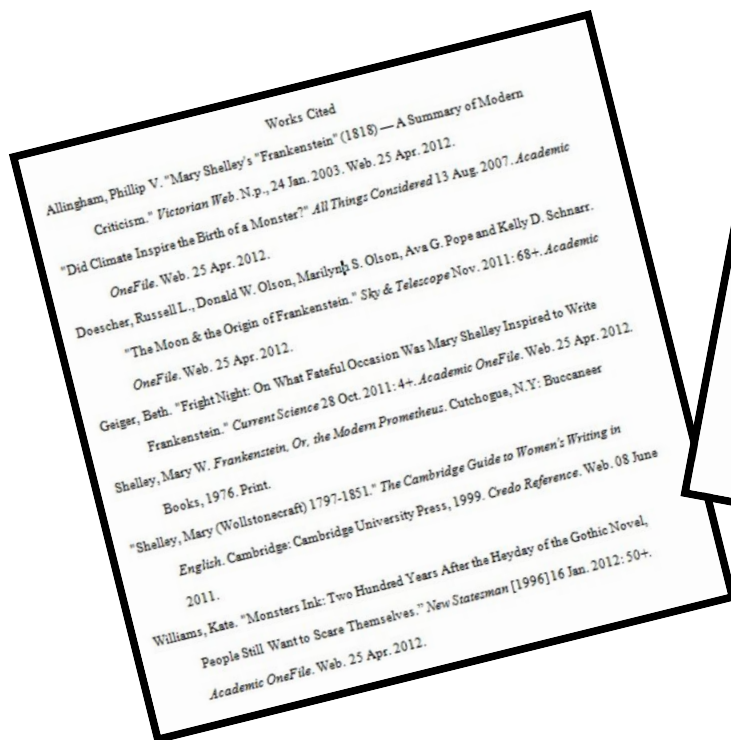 Works Cited
Allingham, Phillip V. "Mary Shelley's "Frankenstein" (1818) — A Summary of Modern
Criticism." Victorian Web. N.p., 24 Jan. 2003. Web. 25 Apr. 2012.
"Did Climate Inspire the Birth of a Monster?" All Things Considered 13 Aug. 2007. Academic
OneFile. Web. 25 Apr. 2012.
Doescher, Russell L., Donald W. Olson, Marilynn S. Olson, Ava G. Pope and Kelly D. Schnarr.
"The Moon & the Origin of Frankenstein." Sky & Telescope Nov. 2011: 68+. Academic
OneFile. Web. 25 Apr. 2012.
Geiger, Beth. "Fright Night: On What Fateful Occasion Was Mary Shelley Inspired to Write
Frankenstein." Current Science 28 Oct. 2011: 4+. Academic OneFile. Web. 25 Apr. 2012.
Shelley, Mary W. Frankenstein, Or, the Modern Prometheus. Cutchogue, N.Y: Buccaneer
Books, 1976. Print.
"Shelley, Mary (Wollstonecraft) 1797-1851." The Cambridge Guide to Women's Writing in
English. Cambridge: Cambridge University Press, 1999. Credo Reference. Web. 08 June
2011.
Williams, Kate. "Monsters Ink: Two Hundred Years After the Heyday of the Gothic Novel,
People Still Want to Scare Themselves." New Statesman [1996] 16 Jan. 2012: 50+.
Academic OneFile. Web. 25 Apr. 2012.